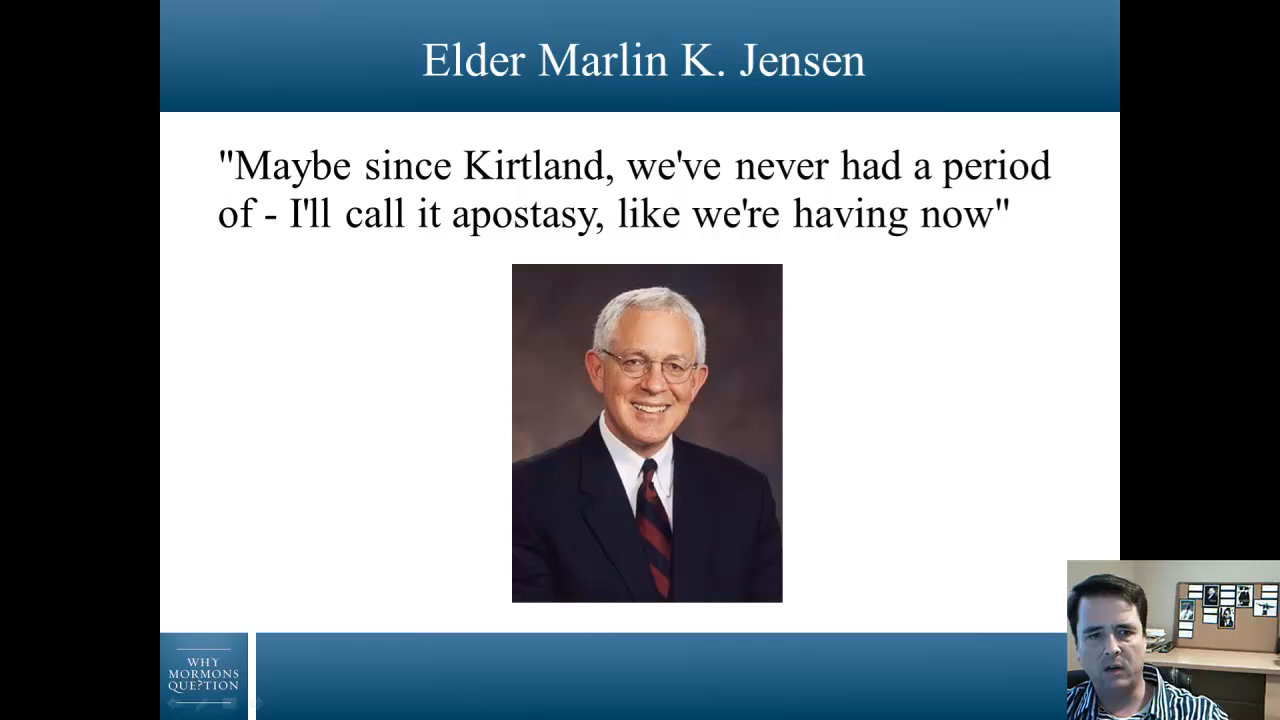 Elder Marlin K. Jensen
"Maybe since Kirtland, we've never had a period
of - I'll call it apostasy, like we're having now"
WHY
MORMONS
QUE?TION